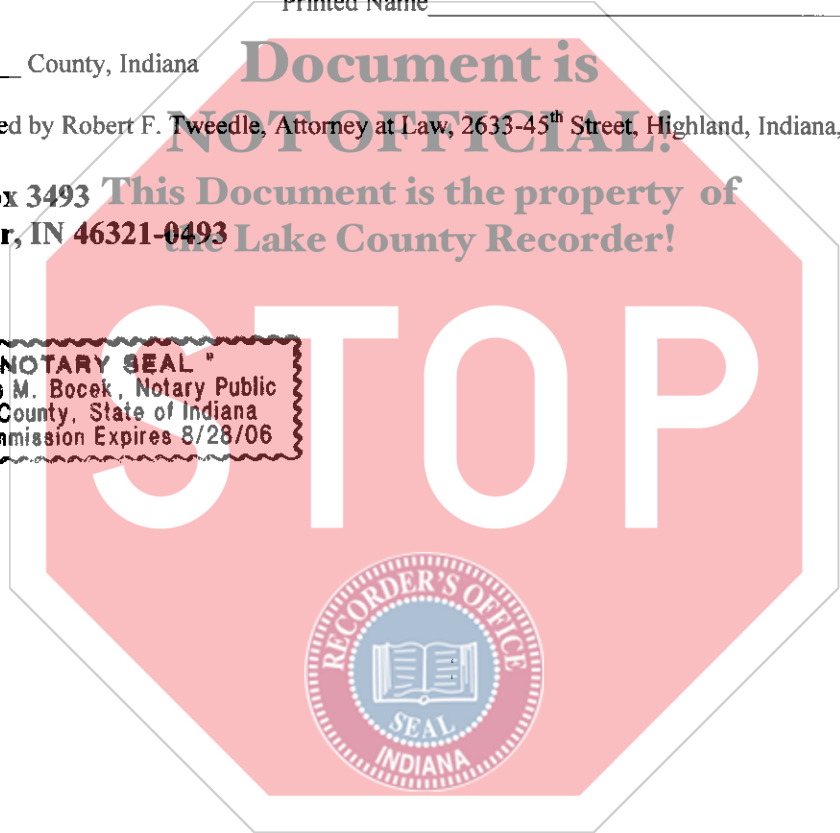 Printed Name
County, Indiana
Document is
ed by Robert F. Tweedle, Attorney at Law, 2633-45th Street, Highland, Indiana,
NOT OFFICIAL!
x 3493
This Document is the property of
r, IN 46321-0493
the Lake County Recorder!
NOTARY SEAL "
M. Bocek, Notary Public
County, State of Indiana
mmission Expires 8/28/06
STOP
RECORDER'S OFFICE
SEAL
INDIANA